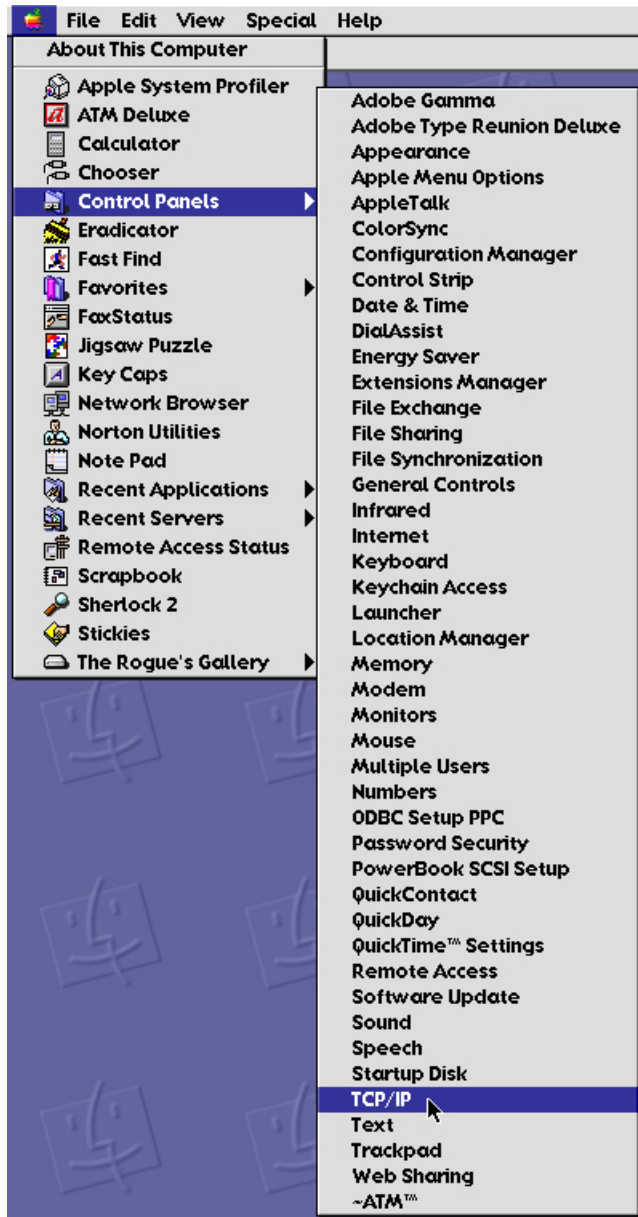 File Edit View Special Help
About This Computer
Apple System Profiler
ATM Deluxe
Calculator
Chooser
Control Panels
Eradicator
Fast Find
Favorites
FaxStatus
Jigsaw Puzzle
Key Caps
Network Browser
Norton Utilities
Note Pad
Recent Applications
Recent Servers
Remote Access Status
Scrapbook
Sherlock 2
Stickies
The Rogue's Gallery
Adobe Gamma
Adobe Type Reunion Deluxe
Appearance
Apple Menu Options
AppleTalk
ColorSync
Configuration Manager
Control Strip
Date & Time
DialAssist
Energy Saver
Extensions Manager
File Exchange
File Sharing
File Synchronization
General Controls
Infrared
Internet
Keyboard
Keychain Access
Launcher
Location Manager
Memory
Modem
Monitors
Mouse
Multiple Users
Numbers
ODBC Setup PPC
Password Security
PowerBook SCSI Setup
QuickContact
QuickDay
QuickTime™ Settings
Remote Access
Software Update
Sound
Speech
Startup Disk
TCP/IP
Text
Trackpad
Web Sharing
~ATM™